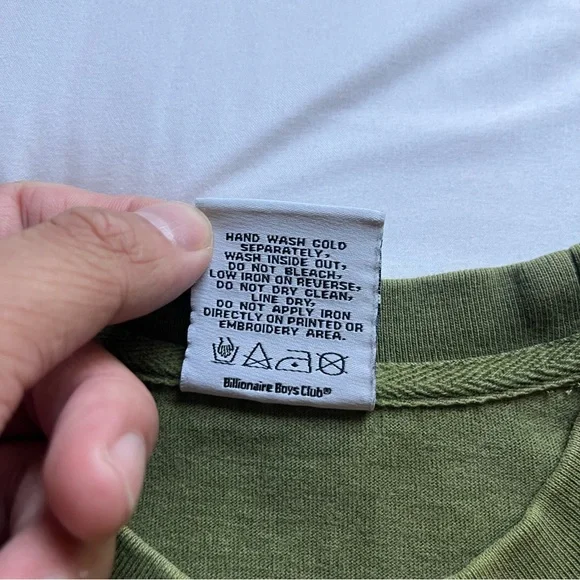 HAND WASH COLD
SEPARATELY,
WASH INSIDE OUT,
DO NOT BLEACH,
LOW IRON ON REVERSE,
DO NOT DRY CLEAN,
LINE DRY,
DO NOT APPLY IRON
DIRECTLY ON PRINTED OR
EMBROIDERY AREA.
Billionaire Boys Club®